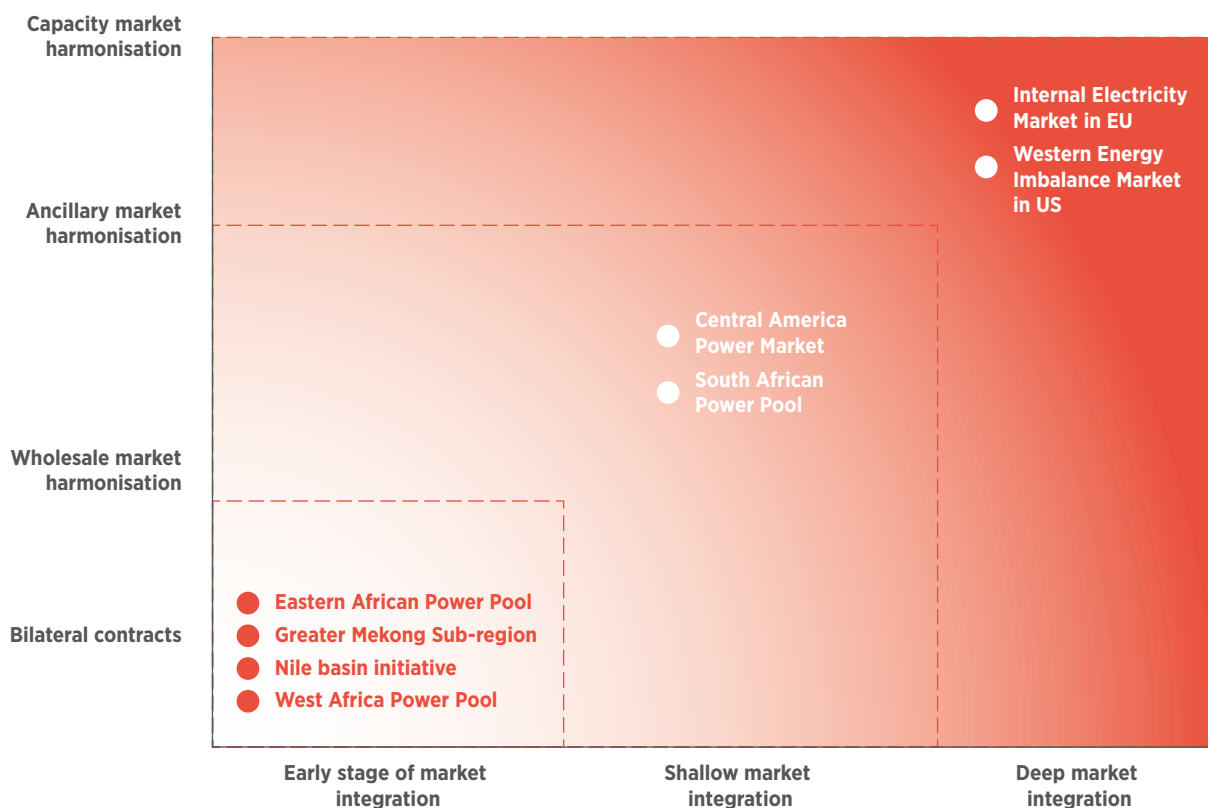 Capacity market
harmonisation
Internal Electricity
Market in EU
Western Energy
Imbalance Market
in US
Ancillary market
harmonisation
Central America
Power Market
South African
Power Pool
Wholesale market
harmonisation
Eastern African Power Pool
Bilateral contracts
Greater Mekong Sub-region
Nile basin initiative
West Africa Power Pool
Early stage of market
integration
Shallow market
integration
Deep market
integration